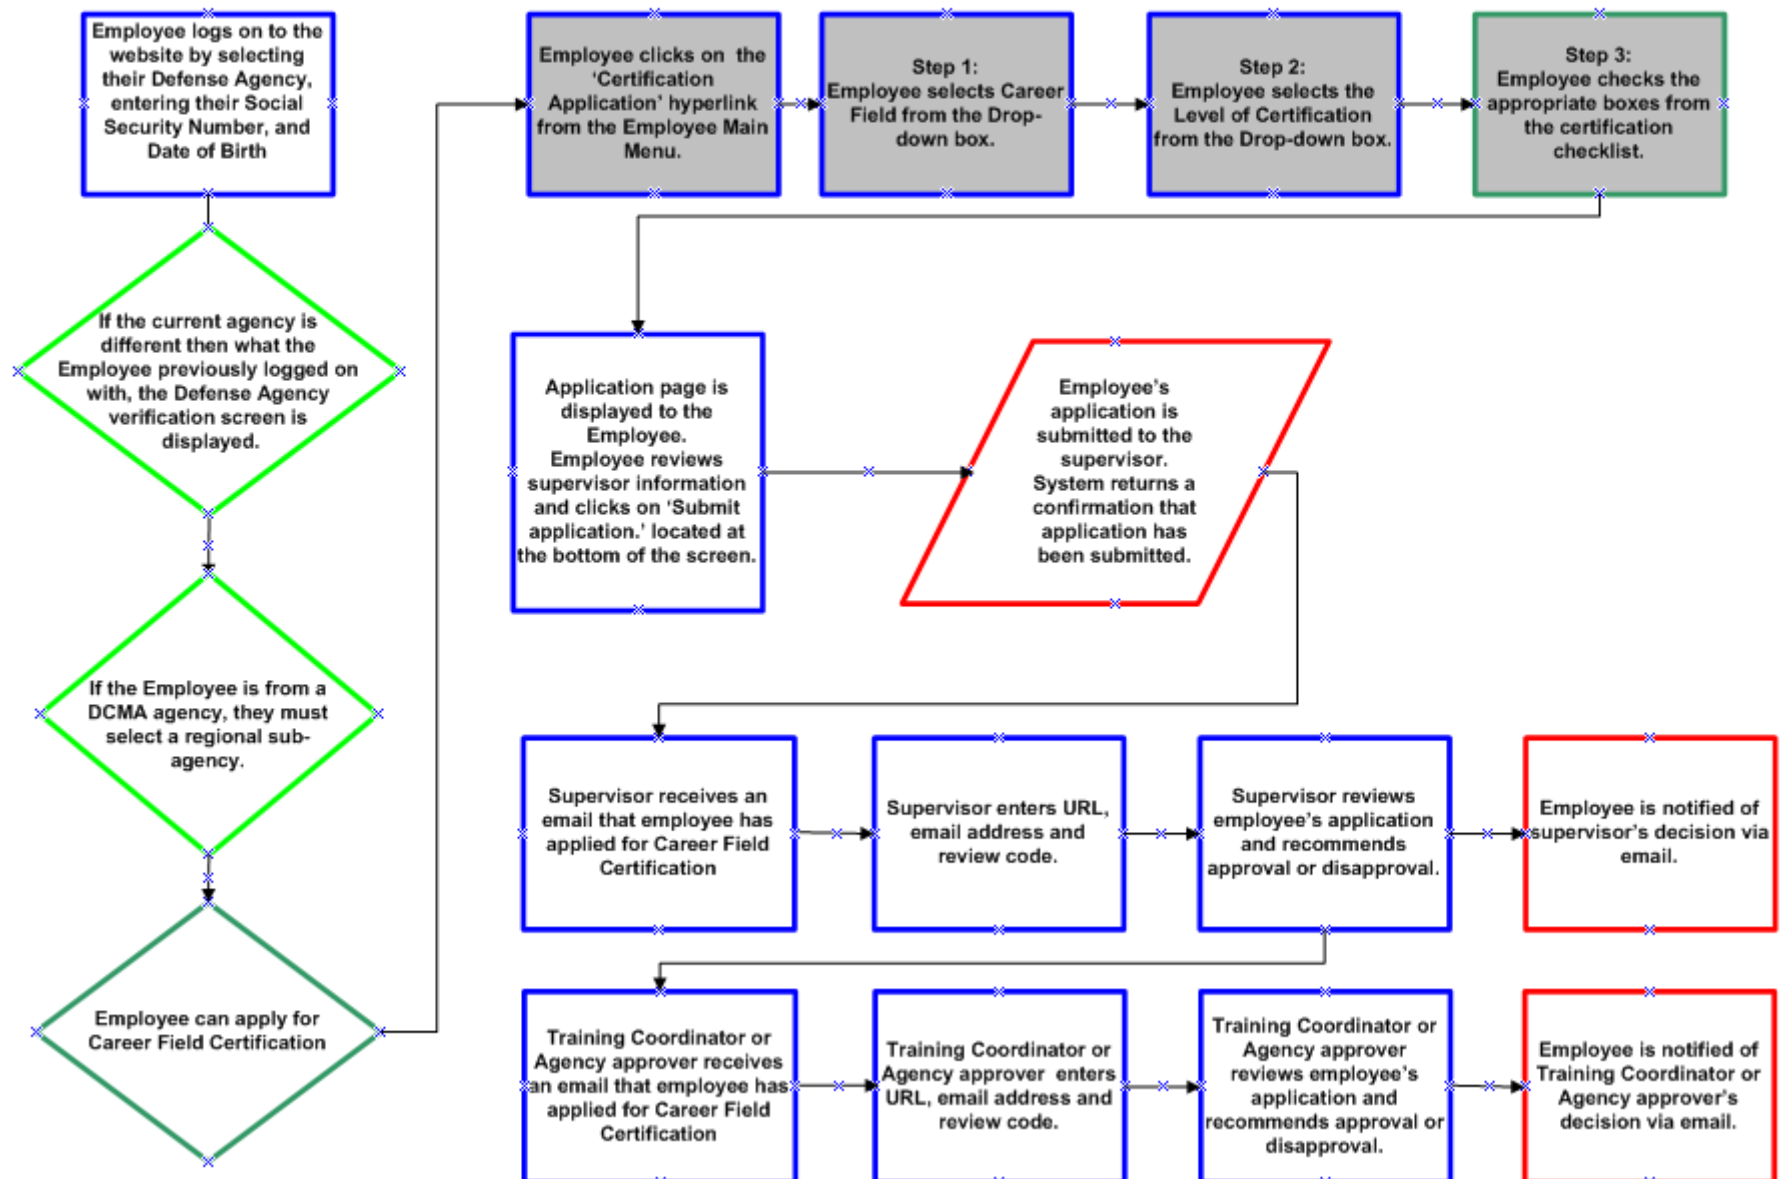 Employee logs on to the
website by selecting
their Defense Agency,
entering their Social
Security Number, and
Date of Birth
If the current agency is
different then what the
Employee previously logged on
with, the Defense Agency
verification screen is
displayed.
If the Employee is from a
DCMA agency, they must
select a regional sub-
agency.
Employee can apply for
Career Field Certification
Employee clicks on  the
‘Certification
Application’ hyperlink
from the Employee Main
Menu.
Step 1:
Employee selects Career
Field from the Drop-
down box.
Step 2:
Employee selects the
Level of Certification
from the Drop-down box.
Step 3:
Employee checks the
appropriate boxes from
the certification
checklist.
Application page is
displayed to the
Employee.
Employee reviews
supervisor information
and clicks on ‘Submit
application.’ located at
the bottom of the screen.
Employee’s
application is
submitted to the
supervisor.
System returns a
confirmation that
application has
been submitted.
Supervisor receives an
email that employee has
applied for Career Field
Certification
Supervisor enters URL,
email address and
review code.
Supervisor reviews
employee’s application
and recommends
approval or disapproval.
Employee is notified of
supervisor’s decision via
email.
Training Coordinator or
Agency approver receives
an email that employee has
applied for Career Field
Certification
Training Coordinator or
Agency approver  enters
URL, email address and
review code.
Training Coordinator or
Agency approver
reviews employee’s
application and
recommends approval or
disapproval.
Employee is notified of
Training Coordinator or
Agency approver’s
decision via email.